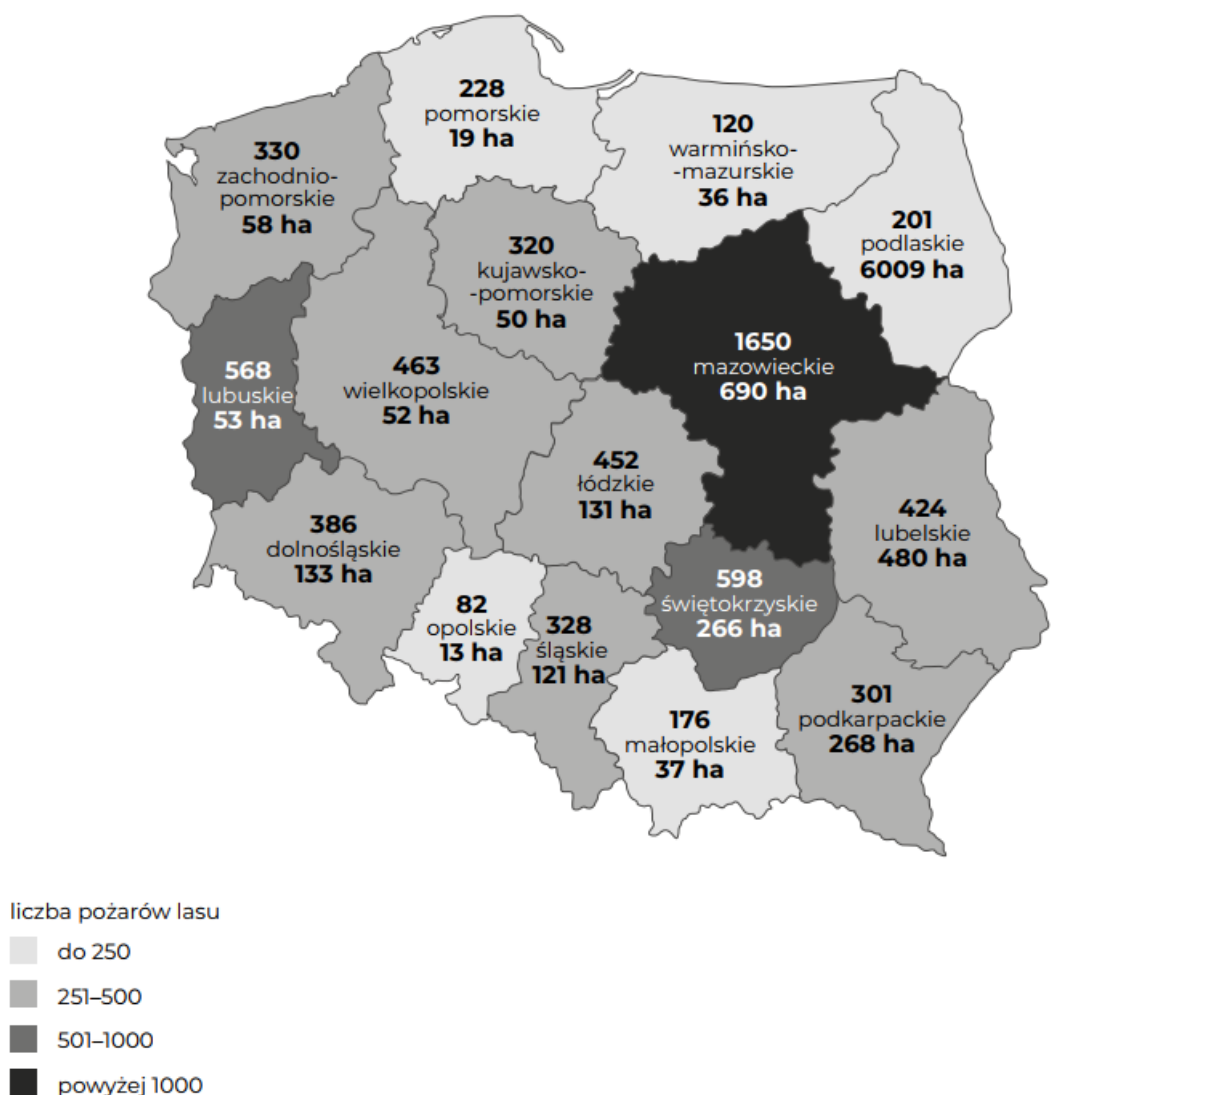 228
pomorskie
19 ha
120
warmińsko-
-mazurskie
36 ha
330
zachodnio-
pomorskie
58 ha
201
podlaskie
6009 ha
320
kujawsko-
-pomorskie
50 ha
1650
mazowieckie
690 ha
568
lubuskie
53 ha
463
wielkopolskie
52 ha
452
łódzkie
131 ha
424
lubelskie
480 ha
386
dolnośląskie
133 ha
598
świętokrzyskie
266 ha
82
opolskie
13 ha
328
śląskie
121 ha
301
podkarpackie
268 ha
176
małopolskie
37 ha
liczba pożarów lasu
do 250
251–500
501–1000
powyżej 1000